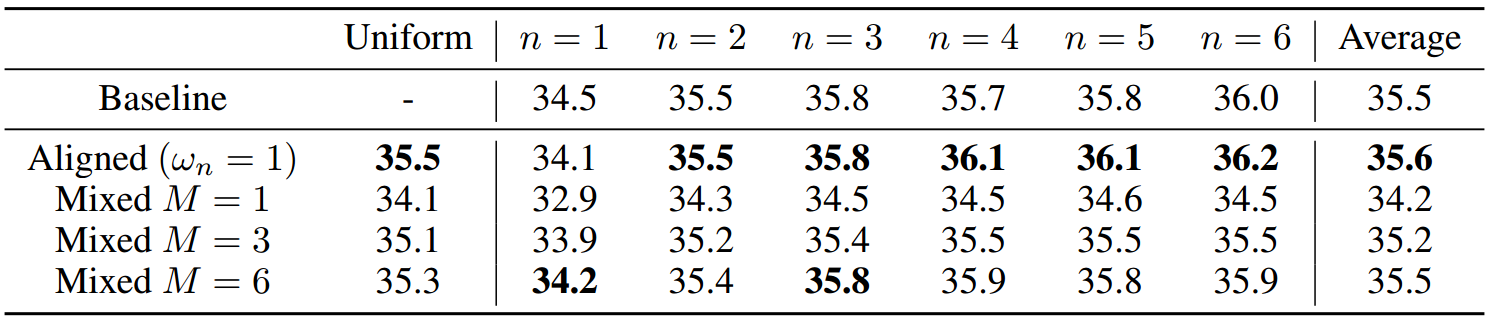 Uniform n = 1 n = 2 n = 3 n = 4 n = 5 n = 6 Average
Baseline - 34.5 35.5 35.8 35.7 35.8 36.0 35.5
Aligned (ωₙ = 1) 35.5 34.1 35.5 35.8 36.1 36.1 36.2 35.6
Mixed M = 1 34.1 32.9 34.3 34.5 34.5 34.6 34.5 34.2
Mixed M = 3 35.1 33.9 35.2 35.4 35.5 35.5 35.5 35.2
Mixed M = 6 35.3 34.2 35.4 35.8 35.9 35.8 35.9 35.5